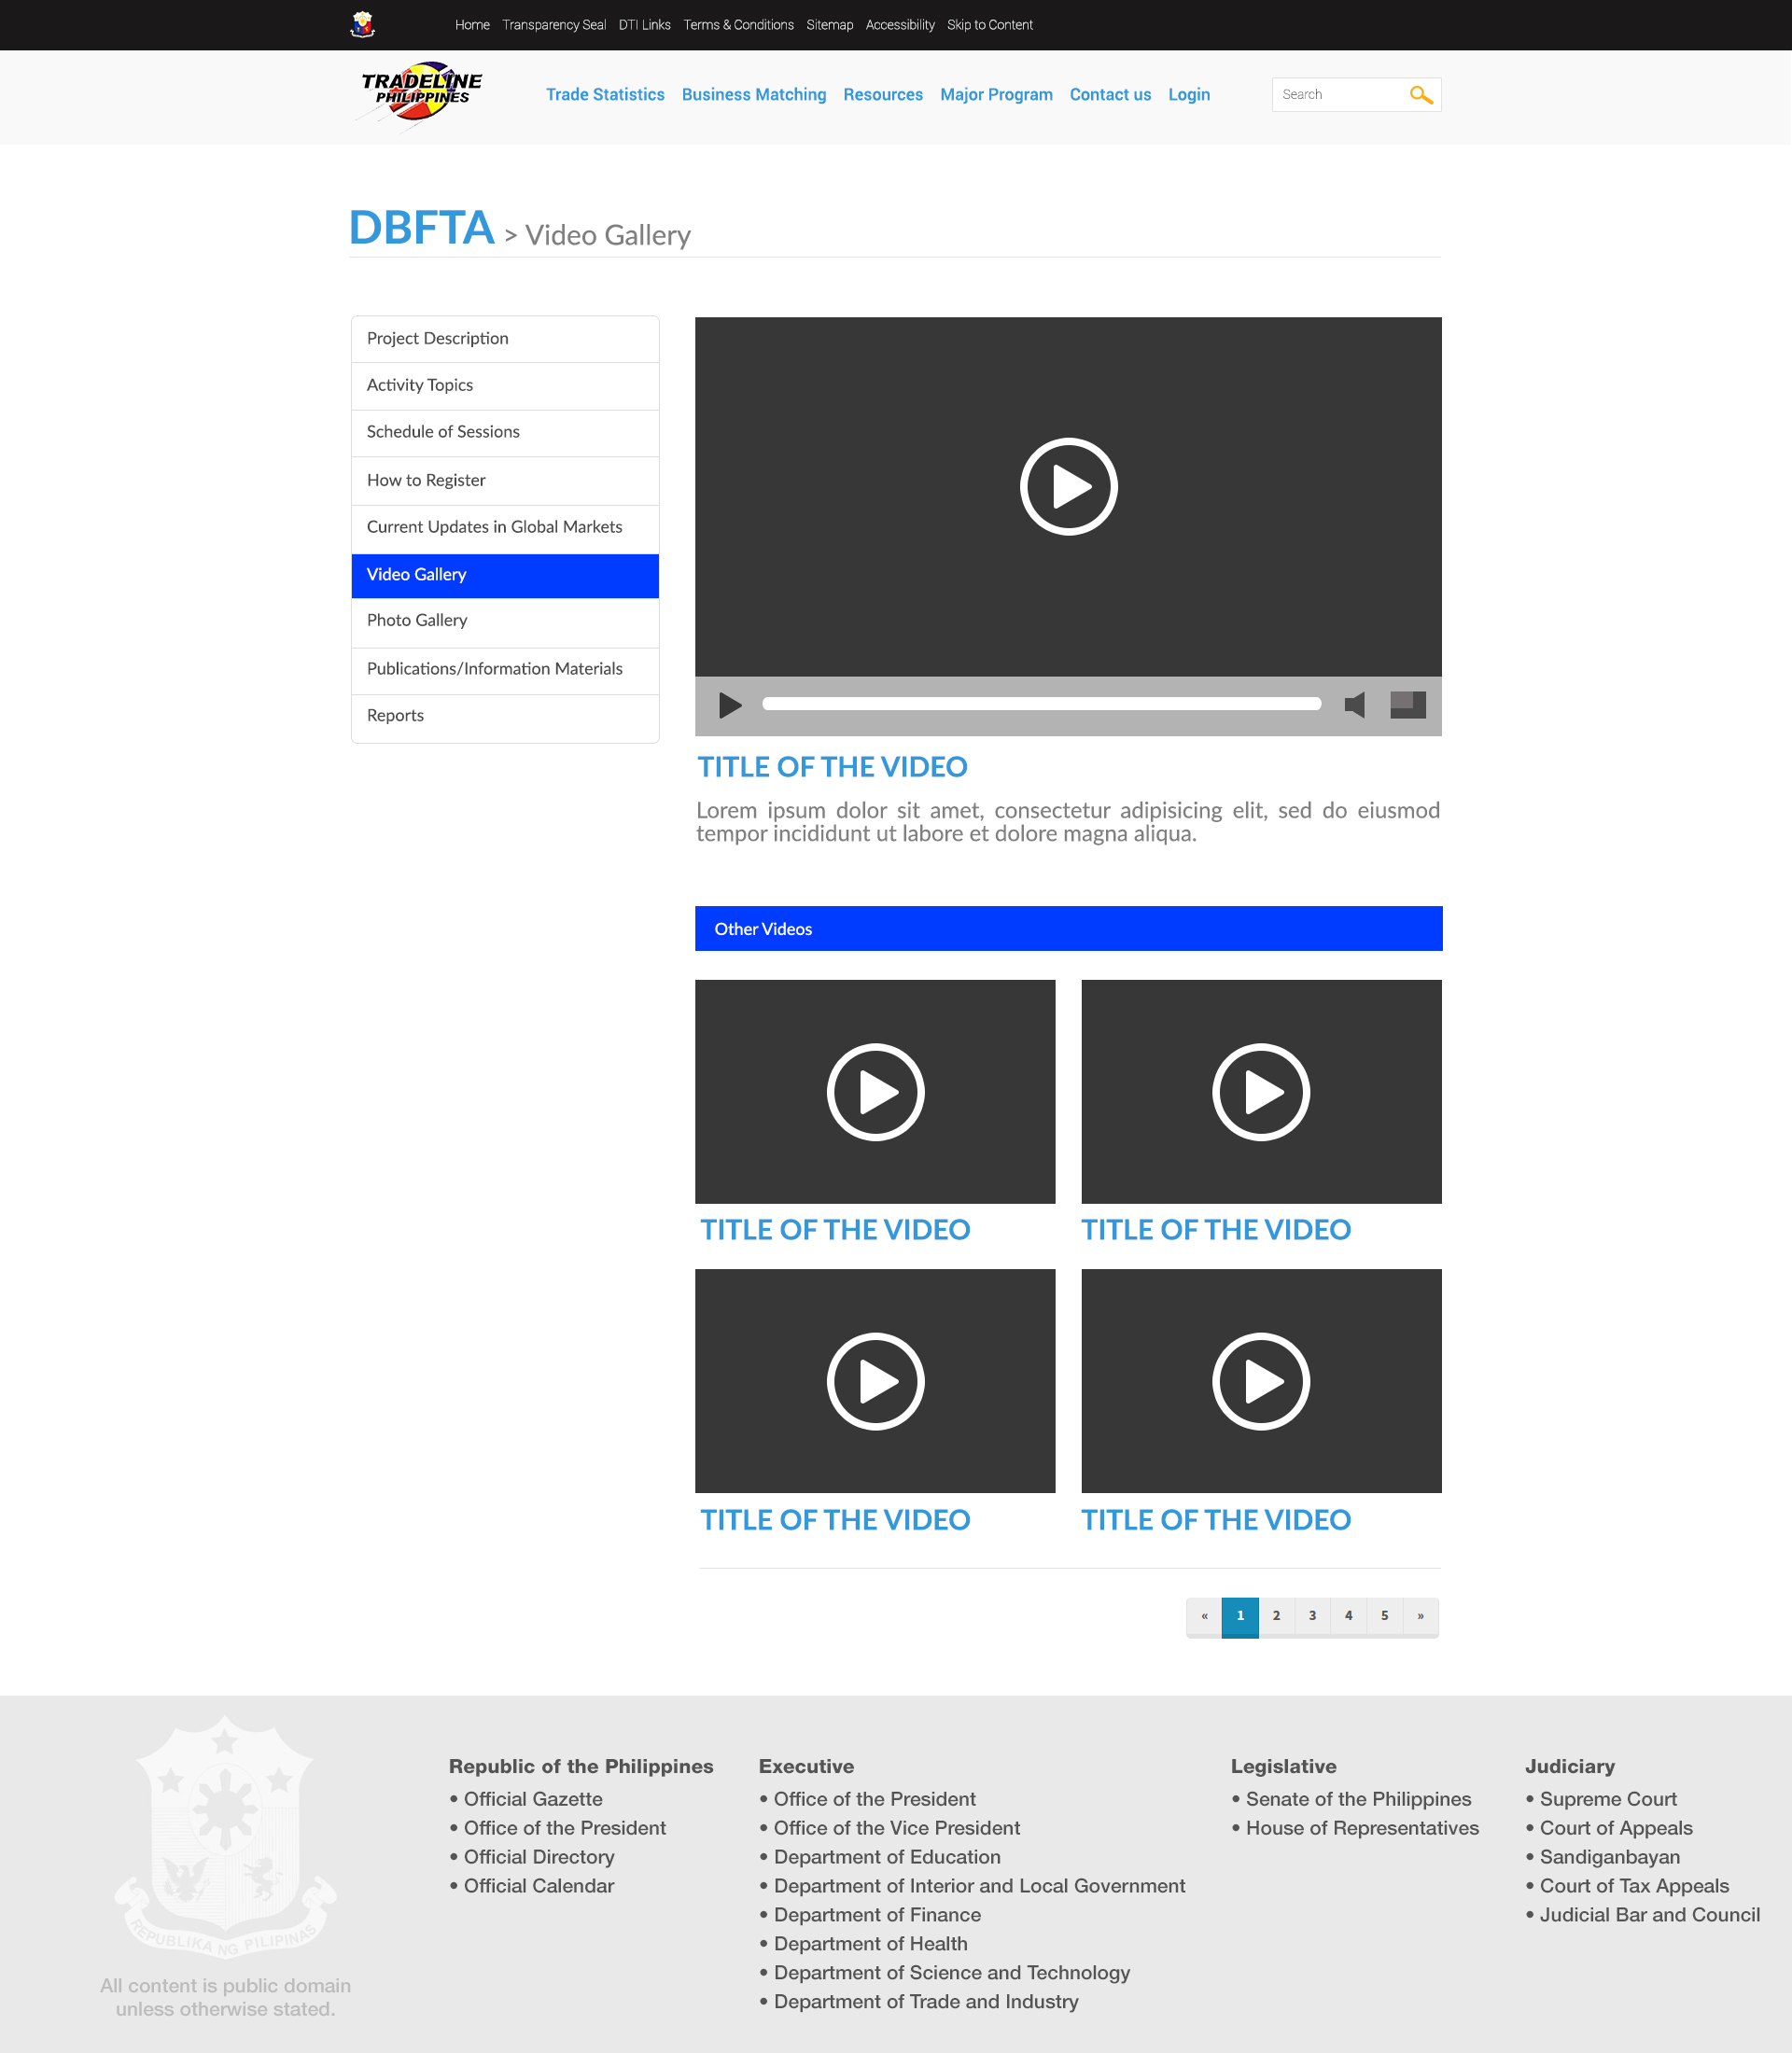 Home Transparency Seal DTI Links Terms & Conditions Sitemap Accessibility Skip to Content
TRADELINE
PHILIPPINES
Trade Statistics Business Matching Resources Major Program Contact us Login
Search
DBFTA > Video Gallery
Project Description
Activity Topics
Schedule of Sessions
How to Register
Current Updates in Global Markets
Video Gallery
Photo Gallery
Publications/Information Materials
Reports
TITLE OF THE VIDEO
Lorem ipsum dolor sit amet, consectetur adipisicing elit, sed do eiusmod
tempor incididunt ut labore et dolore magna aliqua.
Other Videos
TITLE OF THE VIDEO
TITLE OF THE VIDEO
TITLE OF THE VIDEO
TITLE OF THE VIDEO
« 1 2 3 4 5 »
REPUBLIKA NG PILIPINAS
All content is public domain
unless otherwise stated.
Republic of the Philippines
• Official Gazette
• Office of the President
• Official Directory
• Official Calendar
Executive
• Office of the President
• Office of the Vice President
• Department of Education
• Department of Interior and Local Government
• Department of Finance
• Department of Health
• Department of Science and Technology
• Department of Trade and Industry
Legislative
• Senate of the Philippines
• House of Representatives
Judiciary
• Supreme Court
• Court of Appeals
• Sandiganbayan
• Court of Tax Appeals
• Judicial Bar and Council